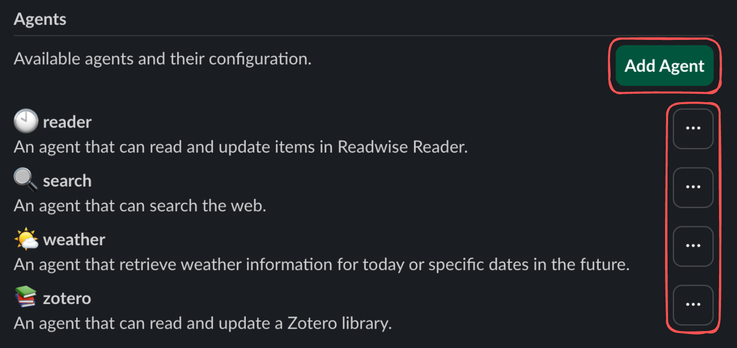 Agents
Available agents and their configuration.
Add Agent
reader
...
An agent that can read and update items in Readwise Reader.
search
...
An agent that can search the web.
weather
...
An agent that retrieve weather information for today or specific dates in the future.
zotero
...
An agent that can read and update a Zotero library.